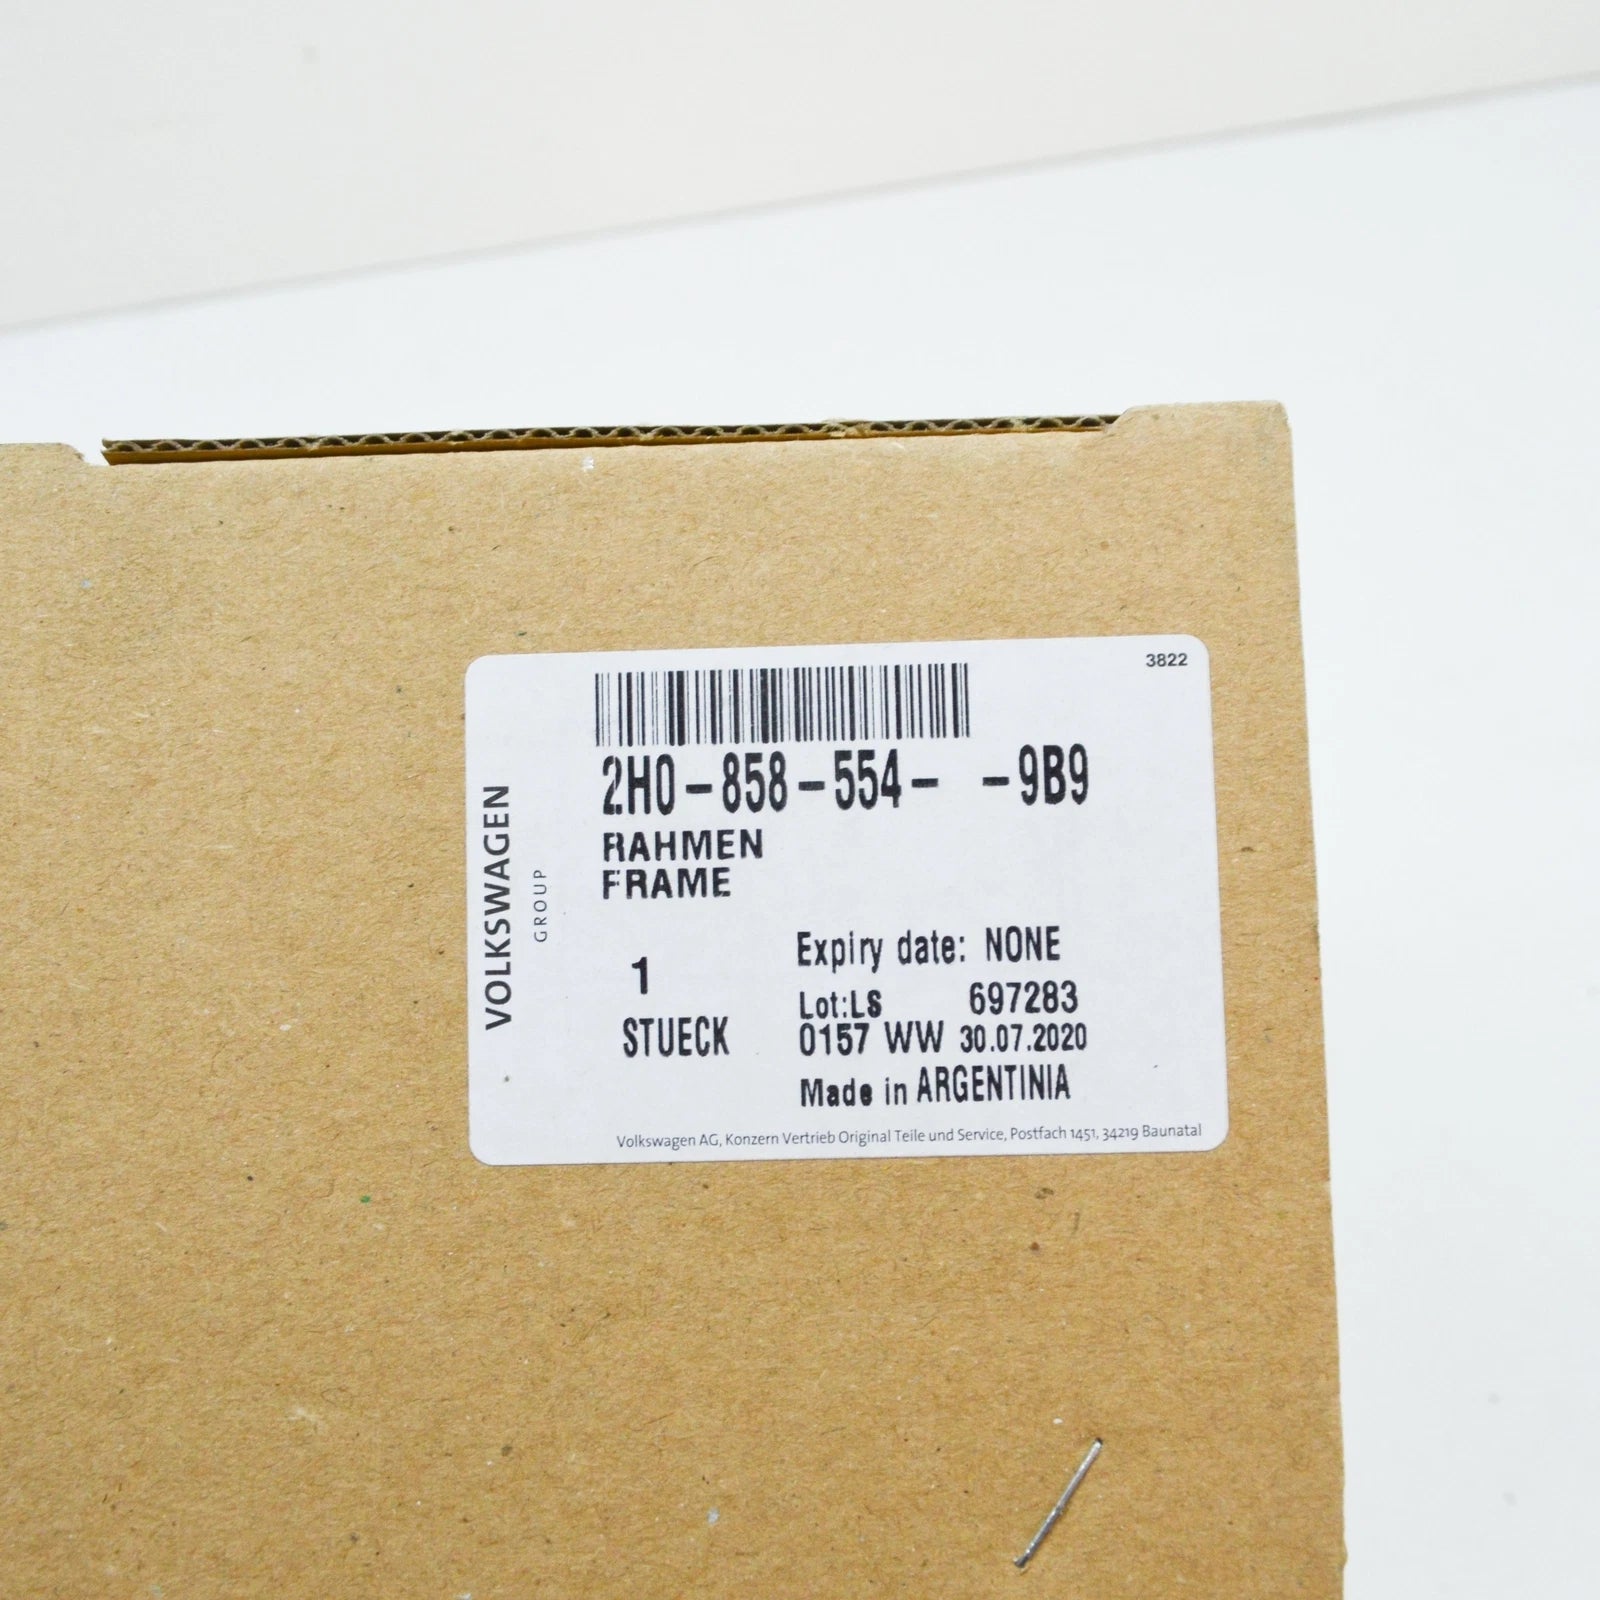 3822
2H0-858-554- -9B9
RAHMEN
FRAME
VOLKSWAGEN
GROUP
1
STUECK
Expiry date: NONE
Lot:LS 697283
0157 WW 30.07.2020
Made in ARGENTINIA
Volkswagen AG, Konzern Vertrieb Original Teile und Service, Postfach 1451, 34219 Baunatal